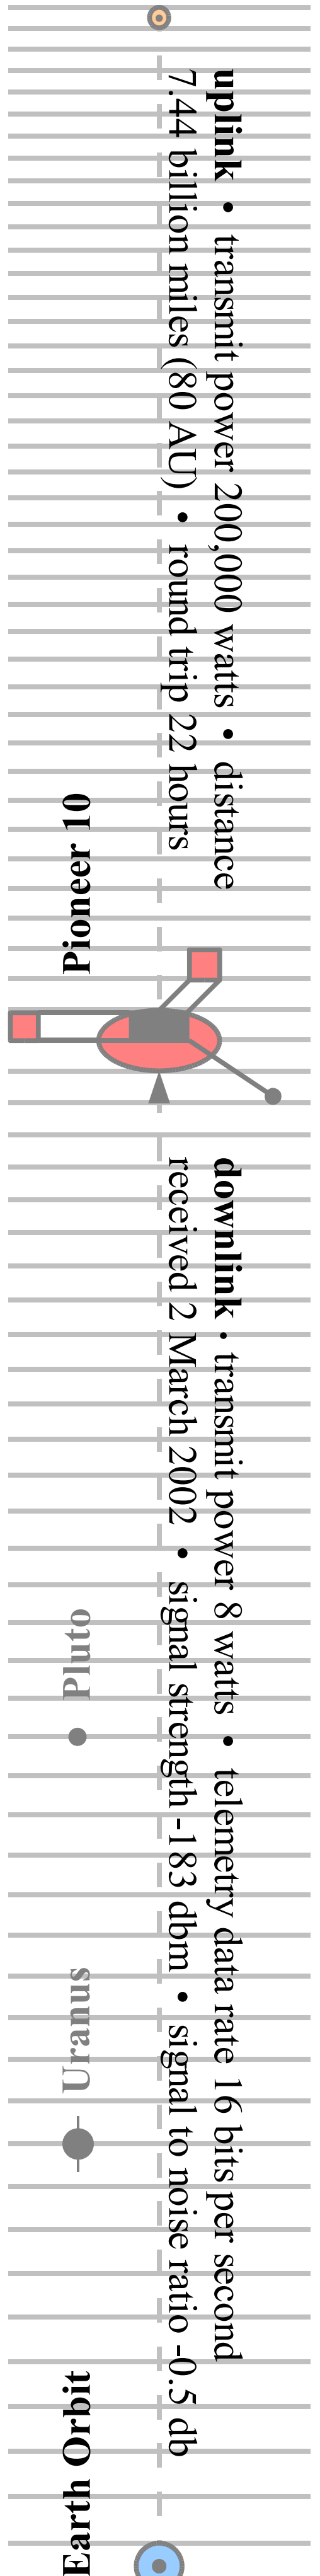 uplink • transmit power 200,000 watts • distance
7.44 billion miles (80 AU) • round trip 22 hours
Pioneer 10
downlink · transmit power 8 watts • telemetry data rate 16 bits per second
received 2 March 2002 • signal strength -183 dbm • signal to noise ratio -0.5 db
Pluto
Uranus
Earth Orbit